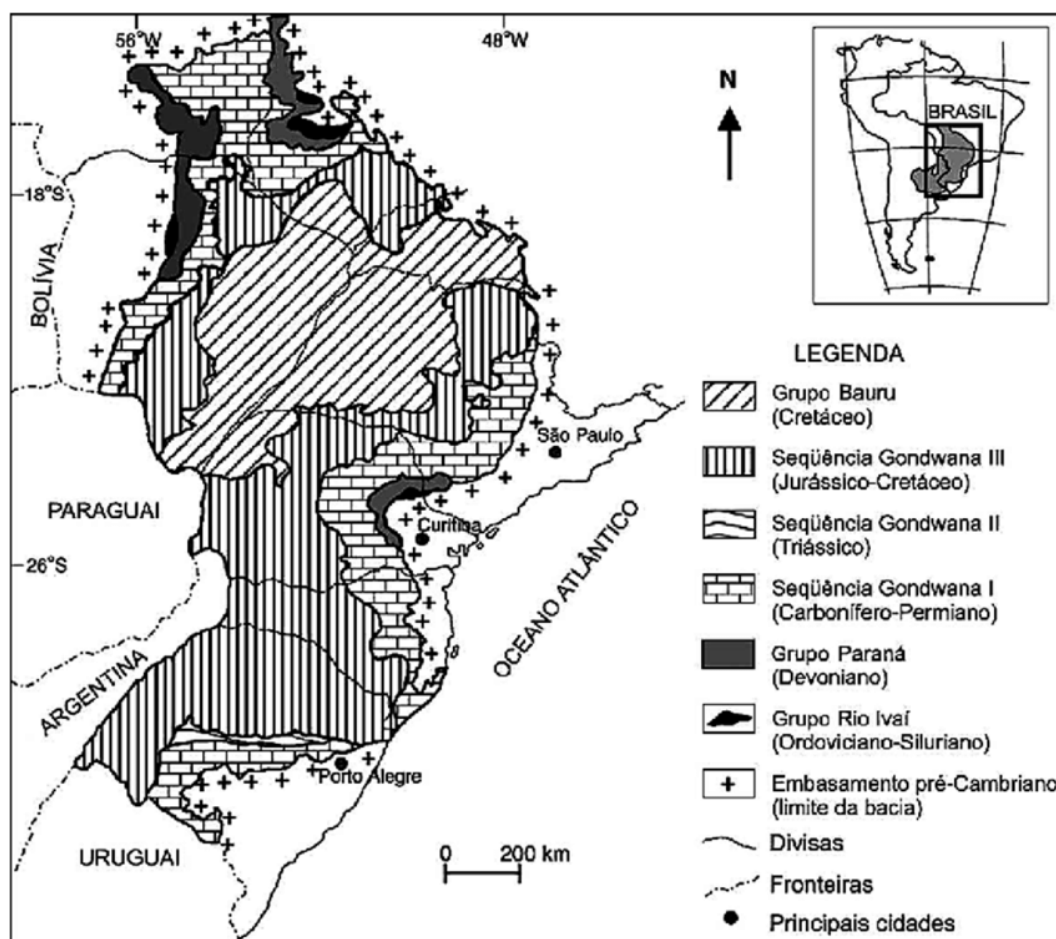 56°W
48°W
N
BRASIL
18°S
BOLÍVIA
LEGENDA
Grupo Bauru
(Cretáceo)
São Paulo
Seqüência Gondwana III
(Jurássico-Cretáceo)
PARAGUAI
Curitiba
Seqüência Gondwana II
(Triássico)
26°S
OCEANO ATLÂNTICO
Seqüência Gondwana I
(Carbonífero-Permiano)
Grupo Paraná
(Devoniano)
ARGENTINA
Grupo Rio Ivaí
(Ordoviciano-Siluriano)
Porto Alegre
Embasamento pré-Cambriano
(limite da bacia)
URUGUAI
0 200 km
Divisas
Fronteiras
Principais cidades